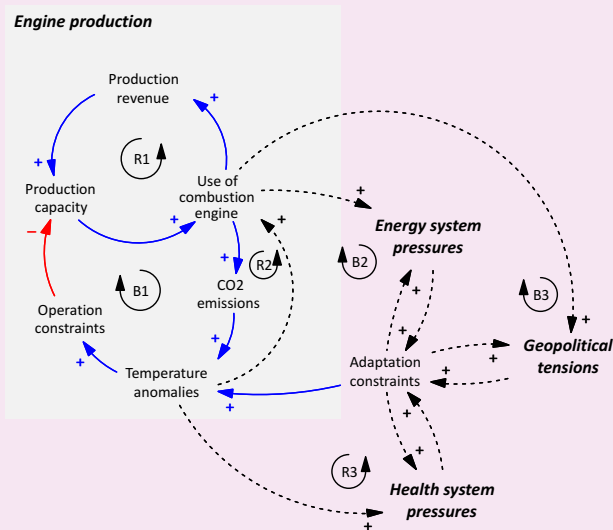 Engine production
Production
revenue
+
+
R1
+
Production
capacity
Use of
combustion
engine
+
+
+
−
Energy system
pressures
+
R2
B2
CO2
emissions
B1
B3
Operation
constraints
+
+
+
+
+
+
Geopolitical
tensions
+
Temperature
anomalies
Adaptation
constraints
+
+
+
+
R3
Health system
pressures
+